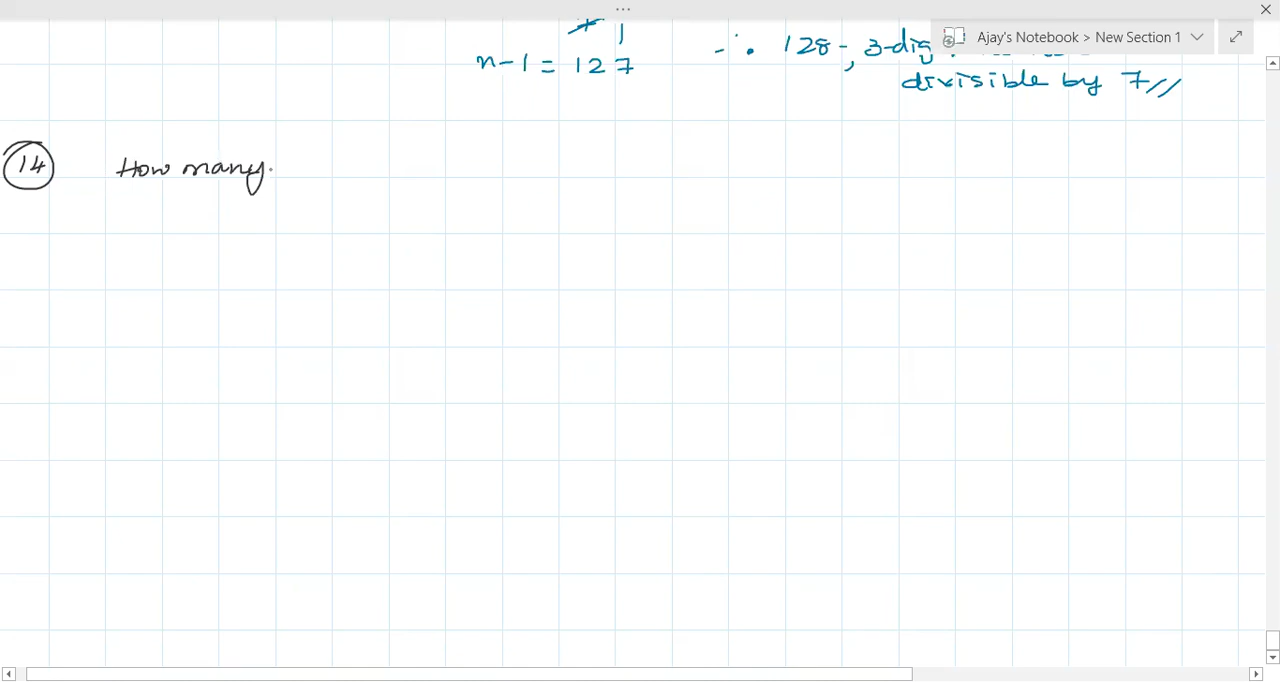 Ajay's Notebook > New Section 1
n-1 = 127
∴ 128 - , 3-dig
divisible by 7//
14 How many